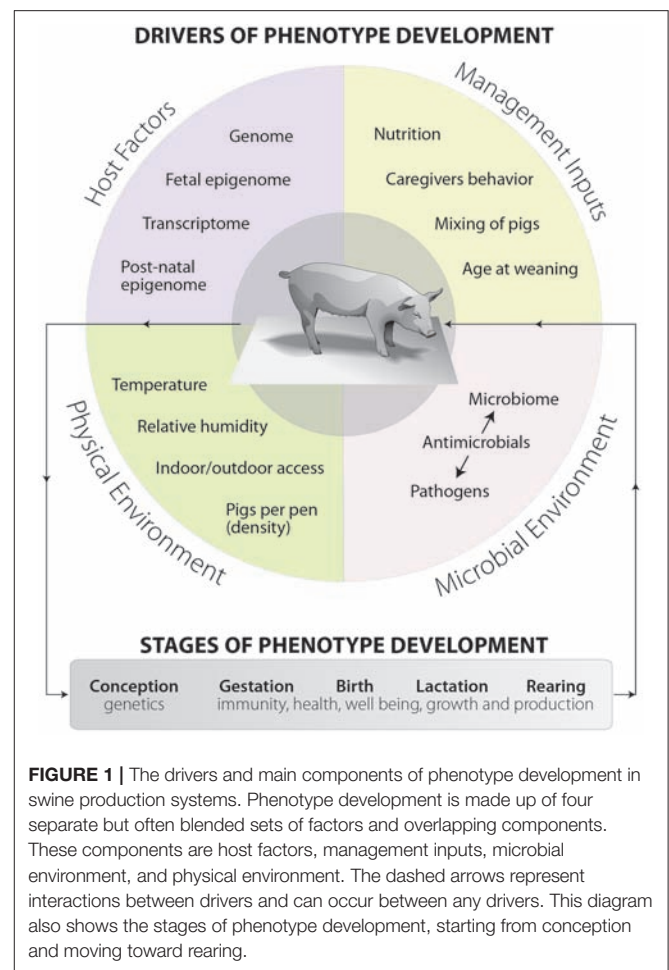 DRIVERS OF PHENOTYPE DEVELOPMENT
Host Factors
Management Inputs
Genome
Fetal epigenome
Transcriptome
Post-natal
epigenome
Nutrition
Caregivers behavior
Mixing of pigs
Age at weaning
Physical Environment
Temperature
Relative humidity
Indoor/outdoor access
Pigs per pen
(density)
Microbial Environment
Microbiome
Antimicrobials
Pathogens
STAGES OF PHENOTYPE DEVELOPMENT
Conception Gestation Birth Lactation Rearing
genetics immunity, health, well being, growth and production
FIGURE 1 | The drivers and main components of phenotype development in
swine production systems. Phenotype development is made up of four
separate but often blended sets of factors and overlapping components.
These components are host factors, management inputs, microbial
environment, and physical environment. The dashed arrows represent
interactions between drivers and can occur between any drivers. This diagram
also shows the stages of phenotype development, starting from conception
and moving toward rearing.